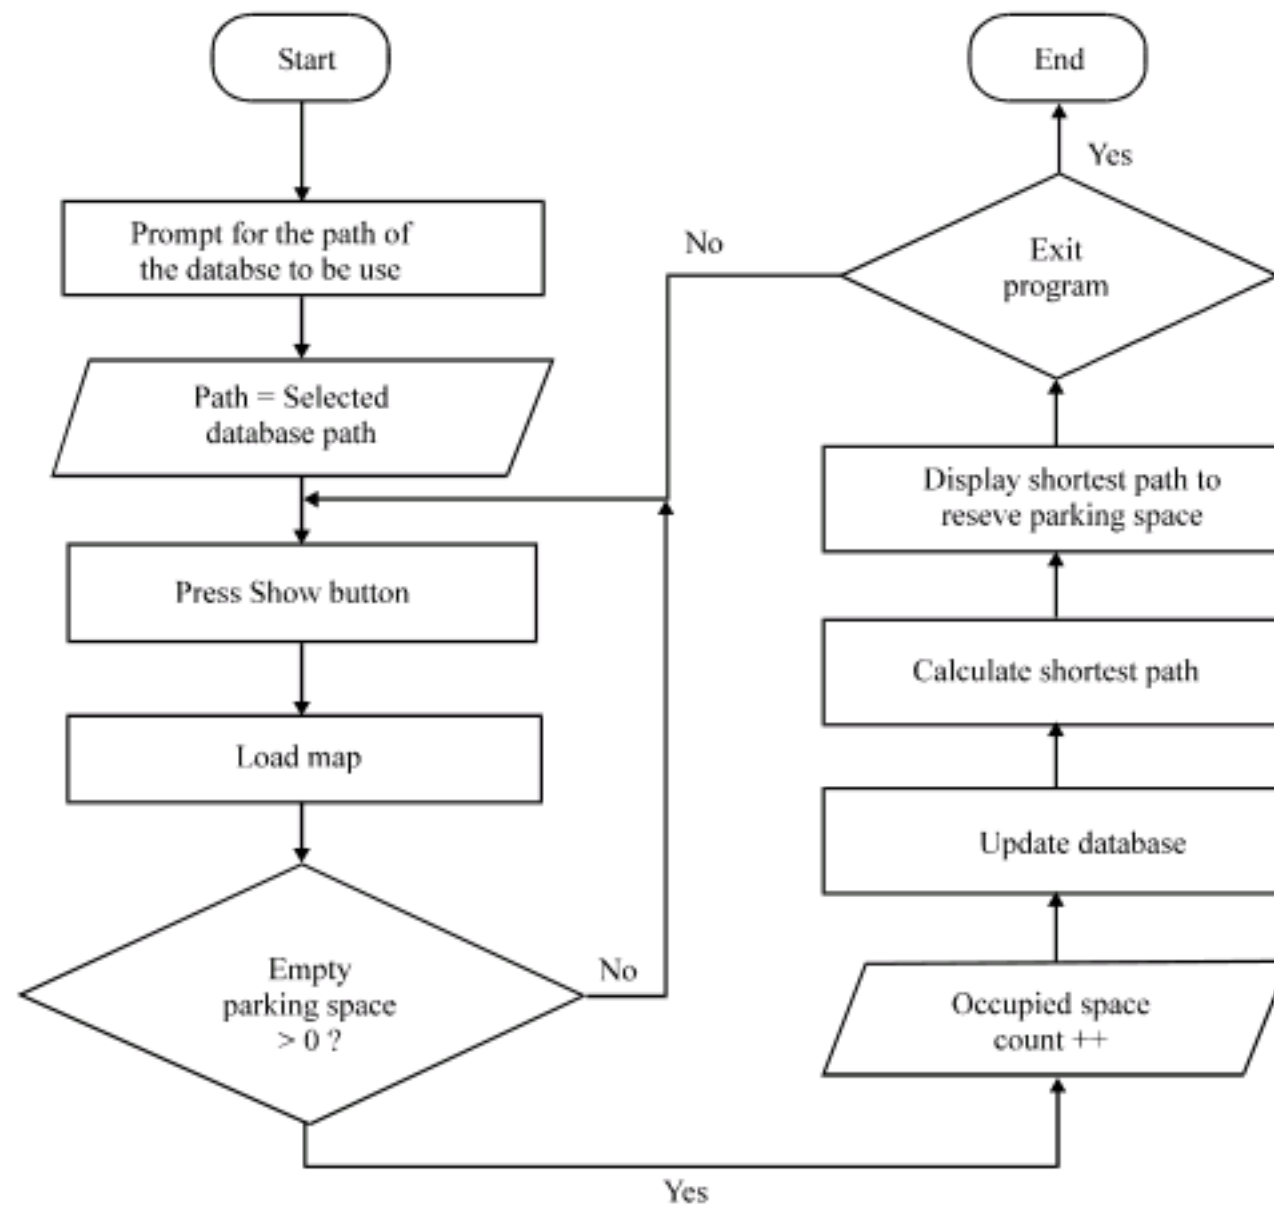 Start
Prompt for the path of
the databse to be use
Path = Selected
database path
Press Show button
Load map
Empty
parking space
> 0 ?
No
Yes
Occupied space
count ++
Update database
Calculate shortest path
Display shortest path to
reseve parking space
Exit
program
No
Yes
End